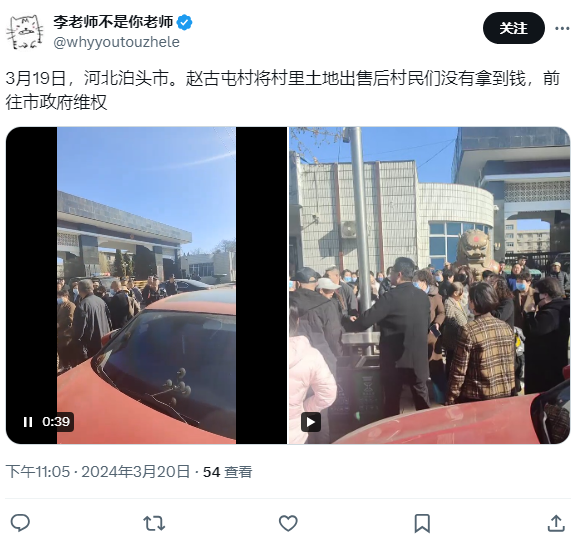 李老师不是你老师
@whyyoutouzhele
关注
3月19日，河北泊头市。赵古屯村将村里土地出售后村民们没有拿到钱，前
往市政府维权
0:39
下午11:05 · 2024年3月20日 · 54 查看